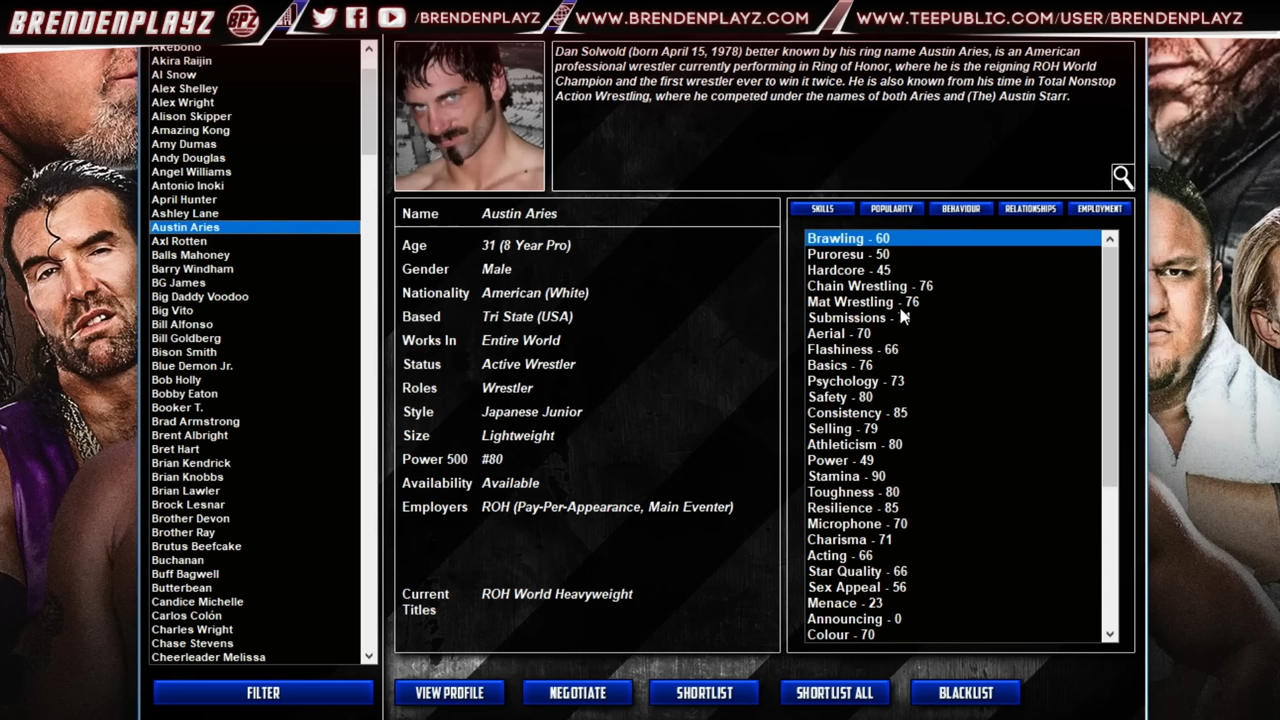 BRENDENPLAYZ BPZ /BRENDENPLAYZ WWW.BRENDENPLAYZ.COM WWW.TEEPUBLIC.COM/USER/BRENDENPLAYZ
Akebono
Akira Raijin
Al Snow
Alex Shelley
Alex Wright
Alison Skipper
Amazing Kong
Amy Dumas
Andy Douglas
Angel Williams
Antonio Inoki
April Hunter
Ashley Lane
Austin Aries
Axl Rotten
Balls Mahoney
Barry Windham
BG James
Big Daddy Voodoo
Big Vito
Bill Alfonso
Bill Goldberg
Bison Smith
Blue Demon Jr.
Bob Holly
Bobby Eaton
Booker T.
Brad Armstrong
Brent Albright
Bret Hart
Brian Kendrick
Brian Knobbs
Brian Lawler
Brock Lesnar
Brother Devon
Brother Ray
Brutus Beefcake
Buchanan
Buff Bagwell
Butterbean
Candice Michelle
Carlos Colón
Charles Wright
Chase Stevens
Cheerleader Melissa
FILTER
Dan Solwold (born April 15, 1978) better known by his ring name Austin Aries, is an American
professional wrestler currently performing in Ring of Honor, where he is the reigning ROH World
Champion and the first wrestler ever to win it twice. He is also known from his time in Total Nonstop
Action Wrestling, where he competed under the names of both Aries and (The) Austin Starr.
Name Austin Aries
Age 31 (8 Year Pro)
Gender Male
Nationality American (White)
Based Tri State (USA)
Works In Entire World
Status Active Wrestler
Roles Wrestler
Style Japanese Junior
Size Lightweight
Power 500 #80
Availability Available
Employers ROH (Pay-Per-Appearance, Main Eventer)
Current Titles ROH World Heavyweight
SKILLS POPULARITY BEHAVIOUR RELATIONSHIPS EMPLOYMENT
Brawling - 60
Puroresu - 50
Hardcore - 45
Chain Wrestling - 76
Mat Wrestling - 76
Submissions -
Aerial - 70
Flashiness - 66
Basics - 76
Psychology - 73
Safety - 80
Consistency - 85
Selling - 79
Athleticism - 80
Power - 49
Stamina - 90
Toughness - 80
Resilience - 85
Microphone - 70
Charisma - 71
Acting - 66
Star Quality - 66
Sex Appeal - 56
Menace - 23
Announcing - 0
Colour - 70
VIEW PROFILE NEGOTIATE SHORTLIST SHORTLIST ALL BLACKLIST